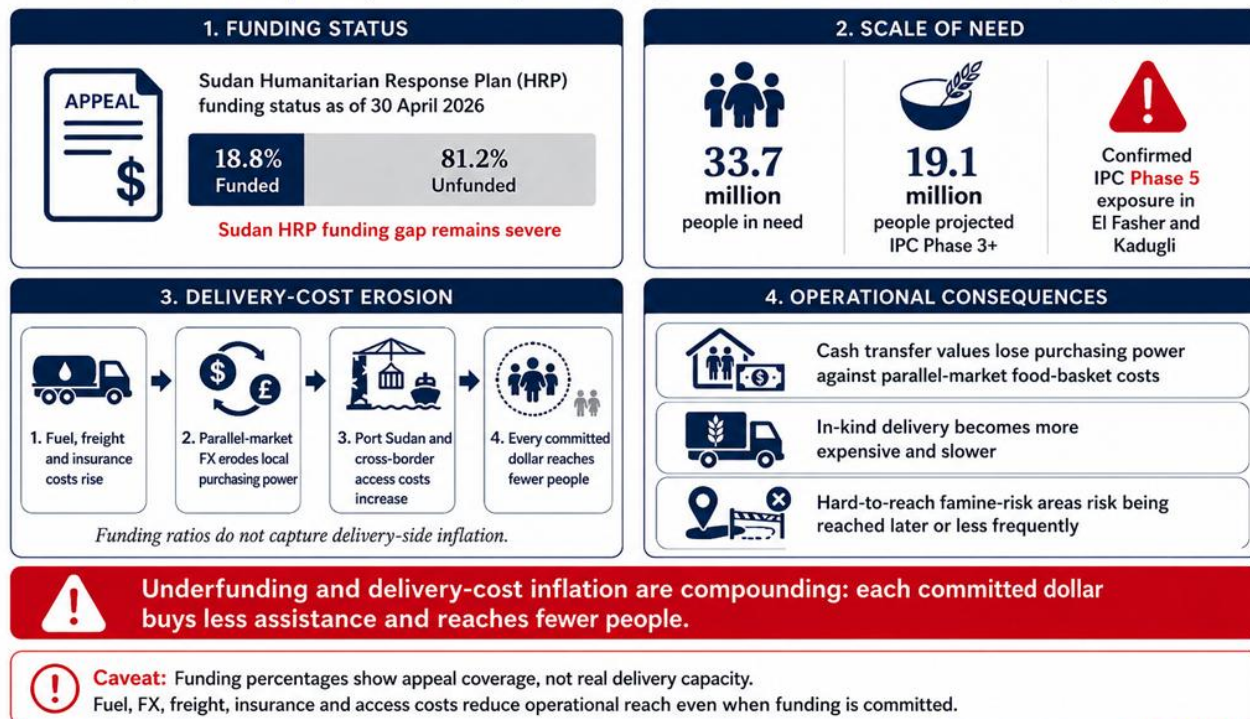 1. FUNDING STATUS
APPEAL
$
Sudan Humanitarian Response Plan (HRP)
funding status as of 30 April 2026
18.8%
Funded
81.2%
Unfunded
Sudan HRP funding gap remains severe
2. SCALE OF NEED
33.7
million
people in need
19.1
million
people projected
IPC Phase 3+
Confirmed
IPC Phase 5
exposure in
El Fasher and
Kadugli
3. DELIVERY-COST EROSION
$
£
1. Fuel, freight
and insurance
costs rise
2. Parallel-market
FX erodes local
purchasing power
3. Port Sudan and
cross-border
access costs
increase
4. Every committed
dollar reaches
fewer people
Funding ratios do not capture delivery-side inflation.
4. OPERATIONAL CONSEQUENCES
$
Cash transfer values lose purchasing power
against parallel-market food-basket costs
In-kind delivery becomes more
expensive and slower
Hard-to-reach famine-risk areas risk being
reached later or less frequently
Underfunding and delivery-cost inflation are compounding: each committed dollar
buys less assistance and reaches fewer people.
Caveat: Funding percentages show appeal coverage, not real delivery capacity.
Fuel, FX, freight, insurance and access costs reduce operational reach even when funding is committed.